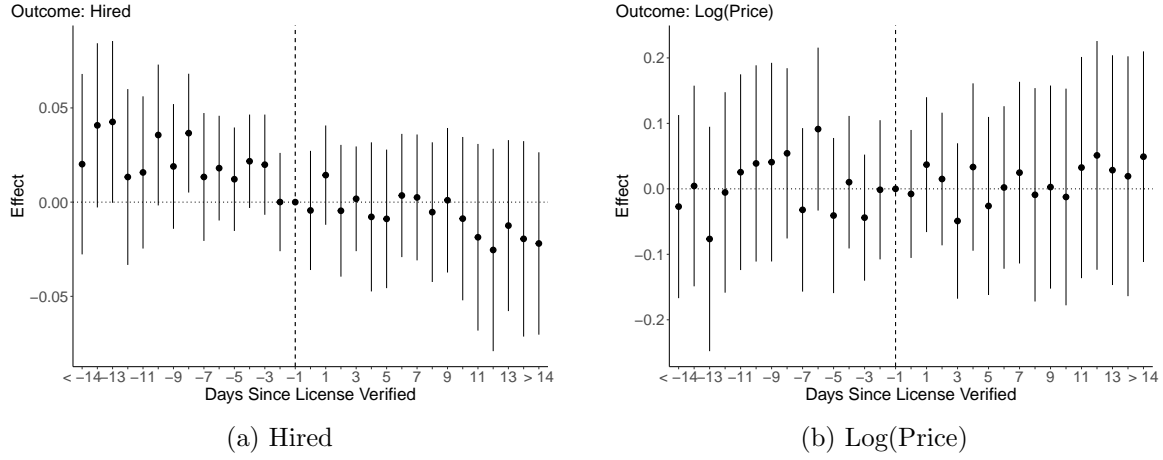 Outcome: Hired
0.05
0.00
−0.05
Effect
< −14 −13 −11 −9 −7 −5 −3 −1 1 3 5 7 9 11 13 > 14
Days Since License Verified
(a) Hired
Outcome: Log(Price)
0.2
0.1
0.0
−0.1
−0.2
Effect
< −14 −13 −11 −9 −7 −5 −3 −1 1 3 5 7 9 11 13 > 14
Days Since License Verified
(b) Log(Price)